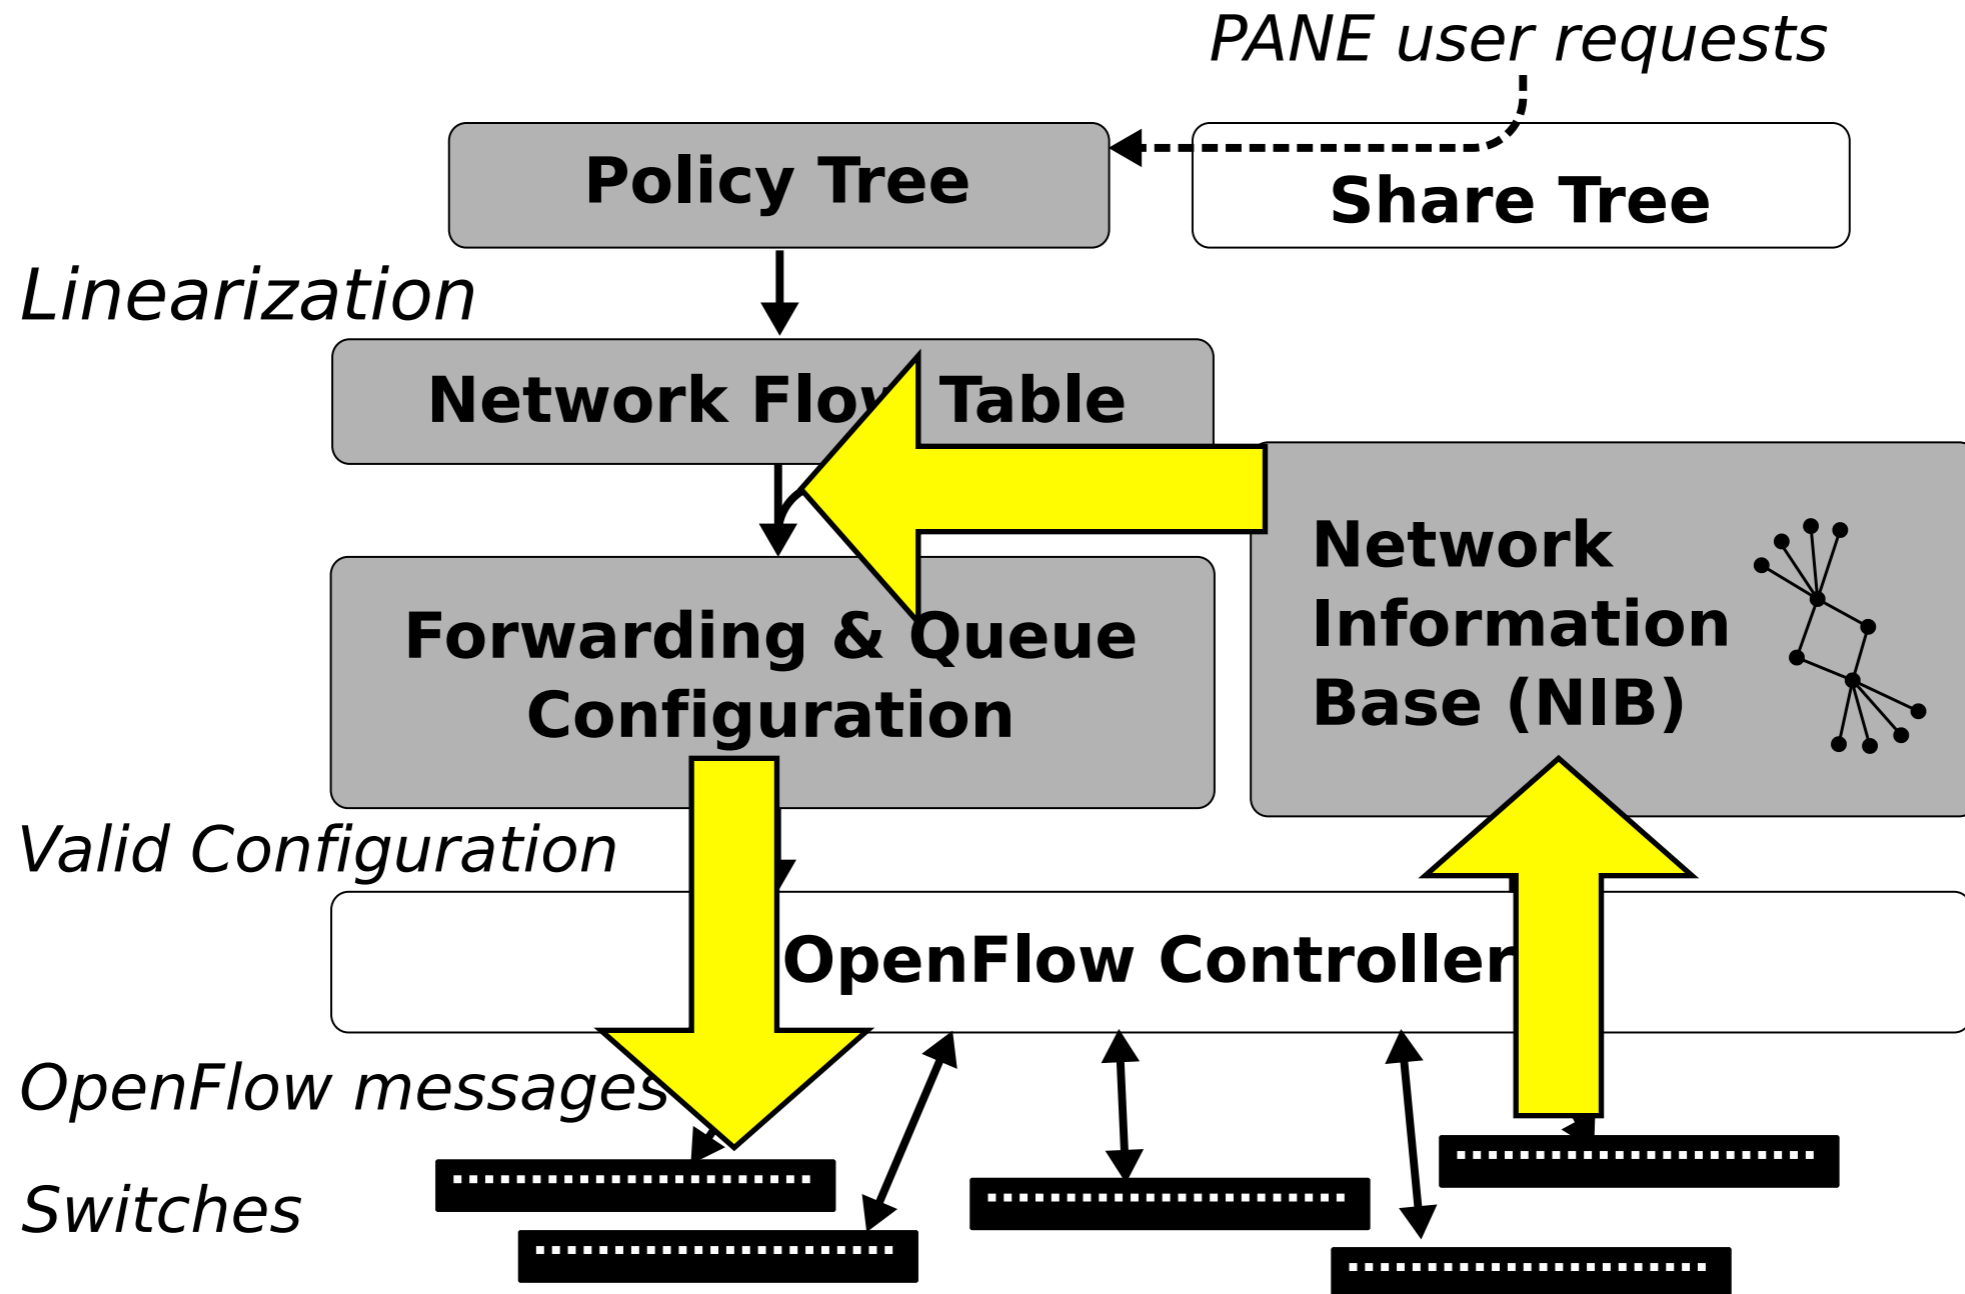 PANE user requests
Policy Tree
Share Tree
Linearization
Network Flow Table
Network
Information
Base (NIB)
Forwarding & Queue
Configuration
Valid Configuration
OpenFlow Controller
OpenFlow messages
Switches